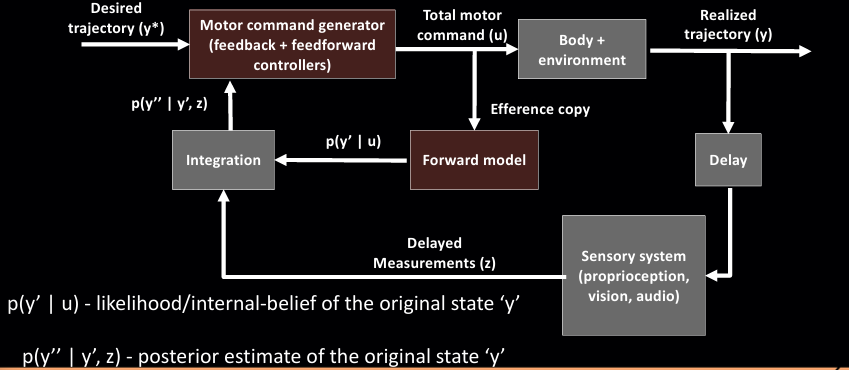 Desired
trajectory (y*)
Motor command generator
(feedback + feedforward
controllers)
Total motor
command (u)
Body +
environment
Realized
trajectory (y)
p(y’’ | y’, z)
Efference copy
Integration
p(y’ | u)
Forward model
Delay
Delayed
Measurements (z)
Sensory system
(proprioception,
vision, audio)
p(y’ | u) - likelihood/internal-belief of the original state ‘y’
p(y’’ | y’, z) - posterior estimate of the original state ‘y’